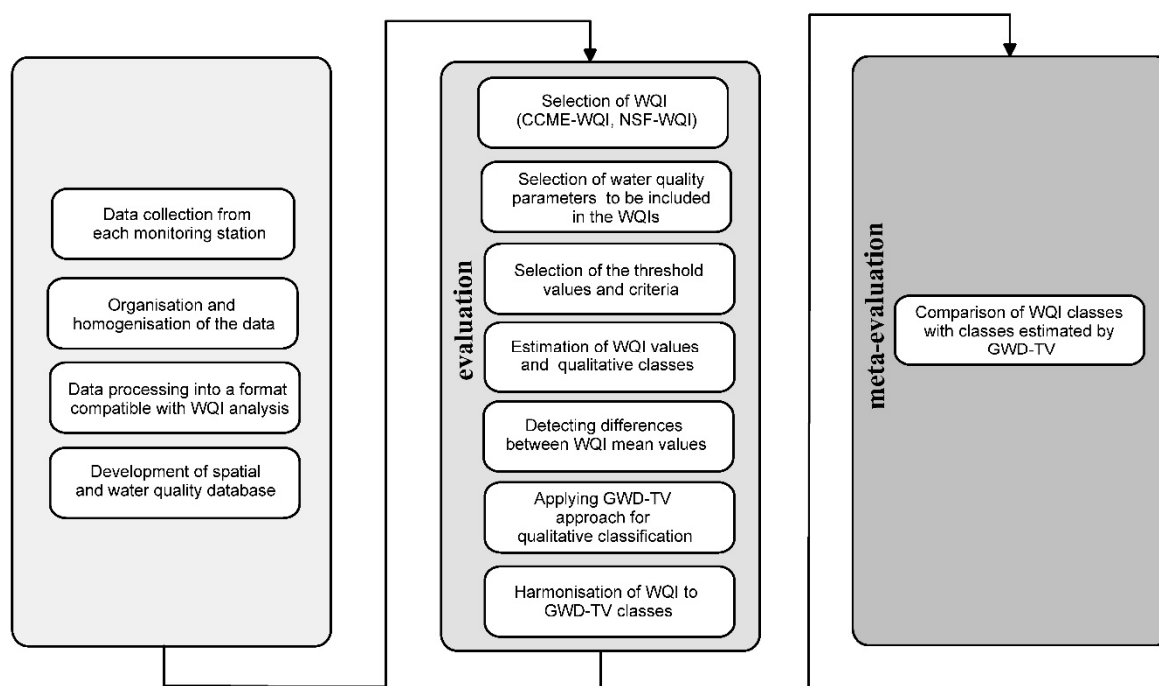 Data collection from
each monitoring station
Organisation and
homogenisation of the data
Data processing into a format
compatible with WQI analysis
Development of spatial
and water quality database
evaluation
Selection of WQI
(CCME-WQI, NSF-WQI)
Selection of water quality
parameters to be included
in the WQIs
Selection of the threshold
values and criteria
Estimation of WQI values
and qualitative classes
Detecting differences
between WQI mean values
Applying GWD-TV
approach for
qualitative classification
Harmonisation of WQI to
GWD-TV classes
meta-evaluation
Comparison of WQI classes
with classes estimated by
GWD-TV